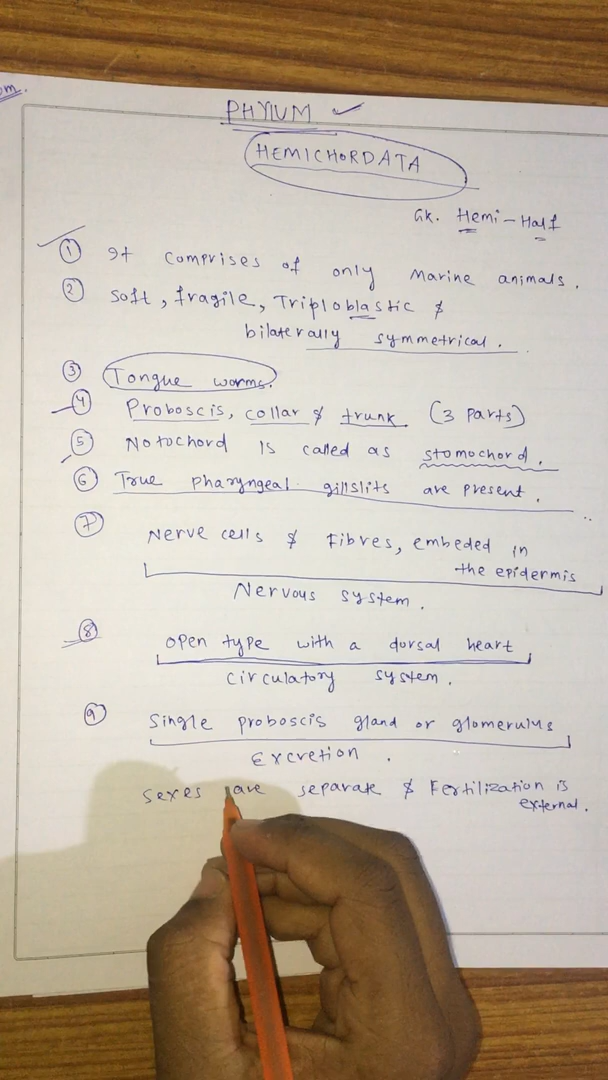 om.
PHYLUM
HEMICHORDATA
Gk. Hemi - Half
① It comprises of only Marine animals.
② Soft, fragile, Triploblastic &
bilaterally symmetrical.
③ Tongue worms.
④ Proboscis, collar & trunk. (3 parts)
⑤ Notochord is called as stomochord.
⑥ True pharyngeal gillslits are present.
⑦ Nerve cells & Fibres, embeded in
the epidermis
Nervous system.
⑧ open type with a dorsal heart
circulatory system.
⑨ Single proboscis gland or glomerulus
Excretion.
Sexes are separate & Fertilization is
external.